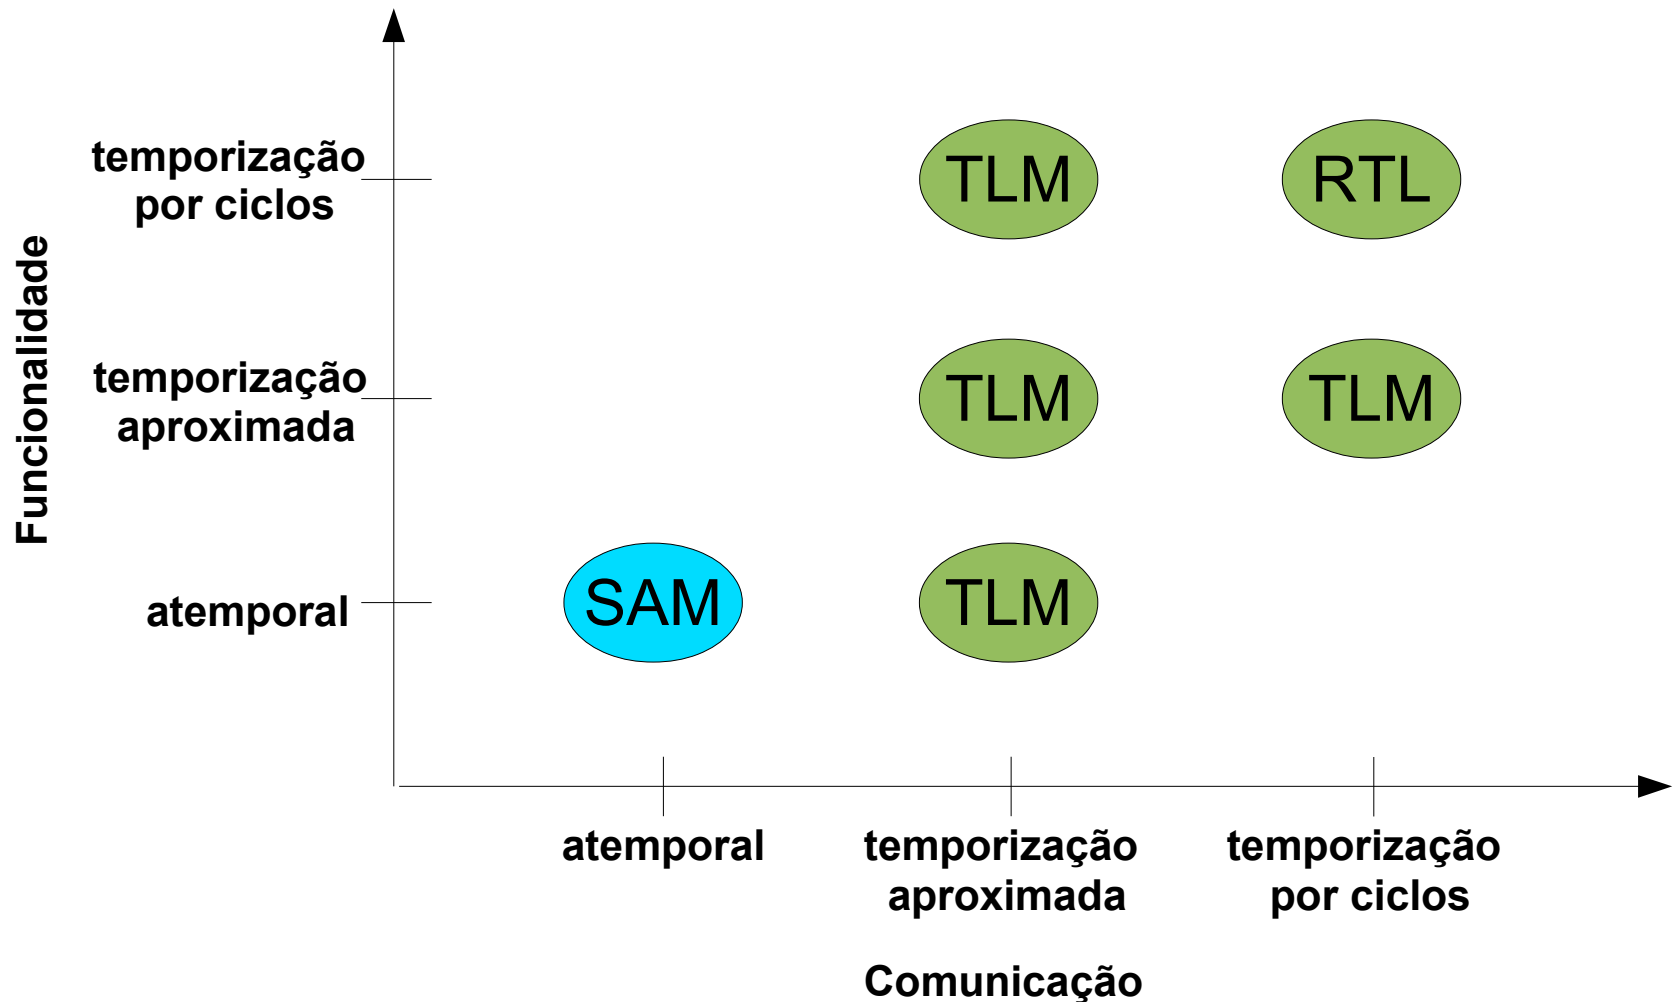 temporização
por ciclos
TLM
RTL
Funcionalidade
temporização
aproximada
TLM
TLM
atemporal
SAM
TLM
atemporal
temporização
aproximada
temporização
por ciclos
Comunicação